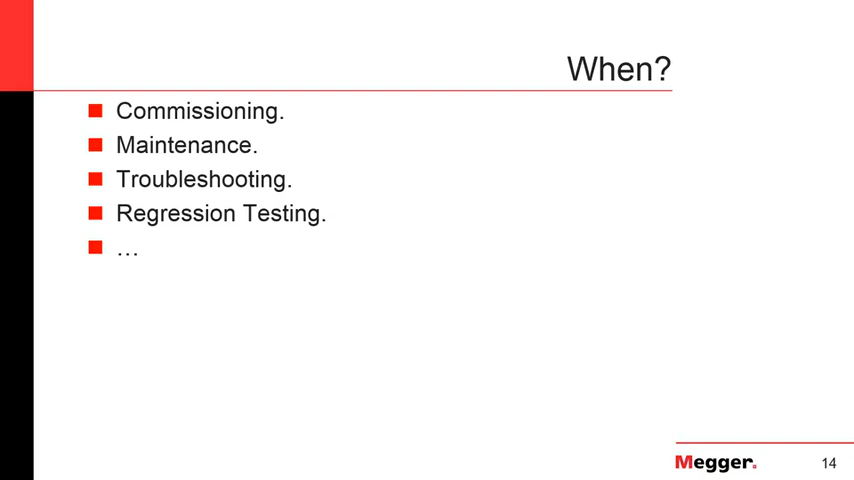 When?
Commissioning.
Maintenance.
Troubleshooting.
Regression Testing.
…
Megger.
14